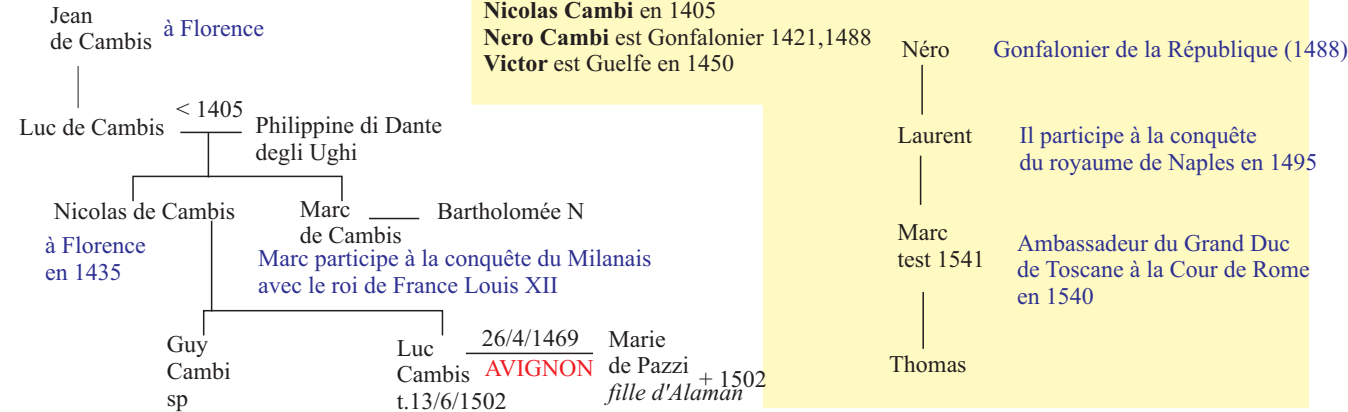 Jean
de Cambis
à Florence
Luc de Cambis
< 1405
Philippine di Dante
degli Ughi
Nicolas de Cambis
à Florence
en 1435
Marc
de Cambis
Bartholomée N
Marc participe à la conquête du Milanais
avec le roi de France Louis XII
Guy
Cambi
sp
Luc
Cambis
t.13/6/1502
26/4/1469
AVIGNON
Marie
de Pazzi
+ 1502
fille d'Alaman
Nicolas Cambi en 1405
Nero Cambi est Gonfalonier 1421,1488
Victor est Guelfe en 1450
Néro
Gonfalonier de la République (1488)
Laurent
Il participe à la conquête
du royaume de Naples en 1495
Marc
test 1541
Ambassadeur du Grand Duc
de Toscane à la Cour de Rome
en 1540
Thomas